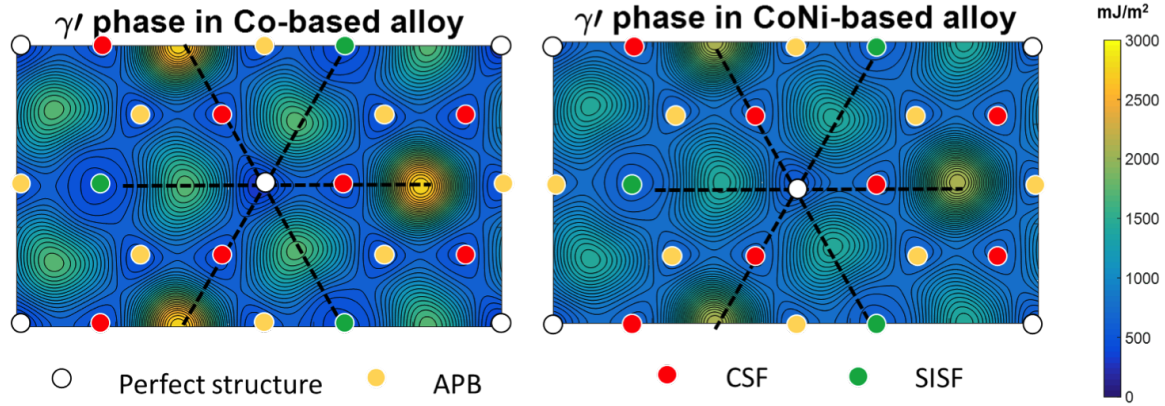 γ′ phase in Co-based alloy
γ′ phase in CoNi-based alloy
mJ/m²
3000
2500
2000
1500
1000
500
0
Perfect structure
APB
CSF
SISF